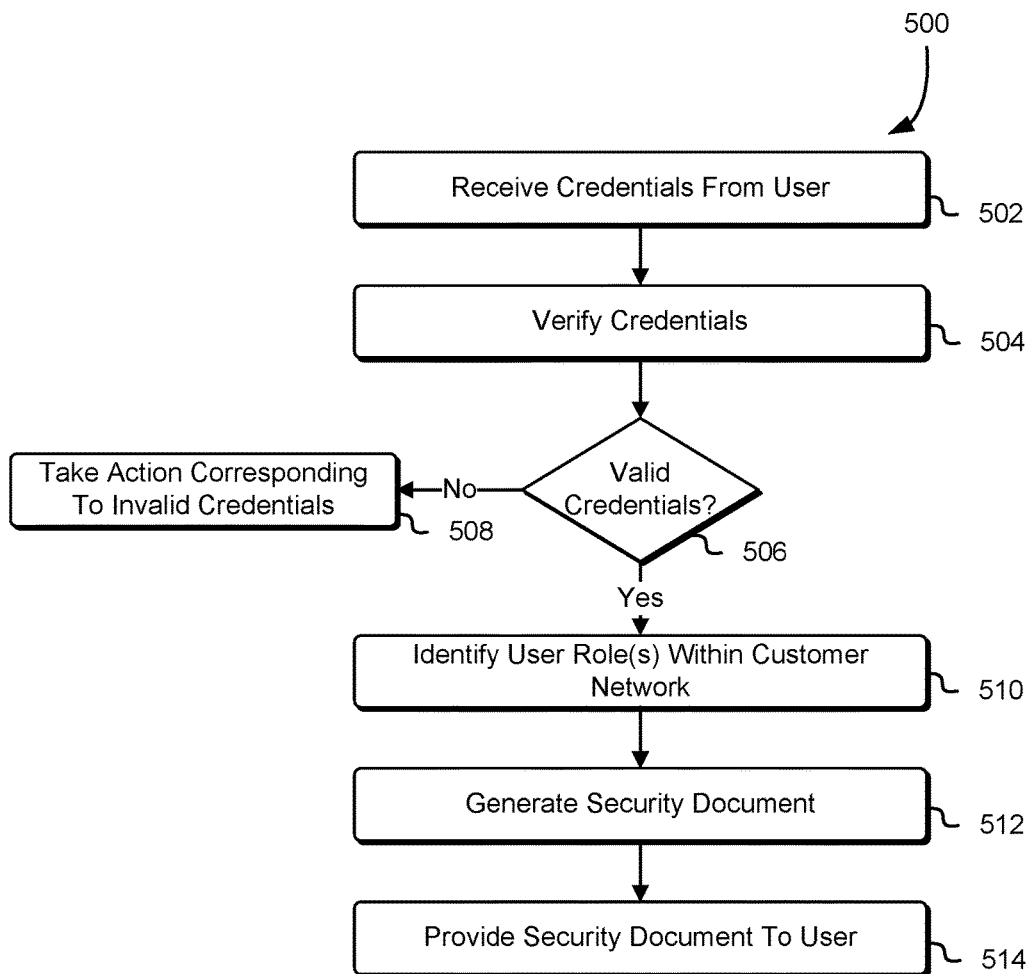 500
Receive Credentials From User
502
Verify Credentials
504
Valid
Credentials?
506
No
Take Action Corresponding
To Invalid Credentials
508
Yes
Identify User Role(s) Within Customer
Network
510
Generate Security Document
512
Provide Security Document To User
514